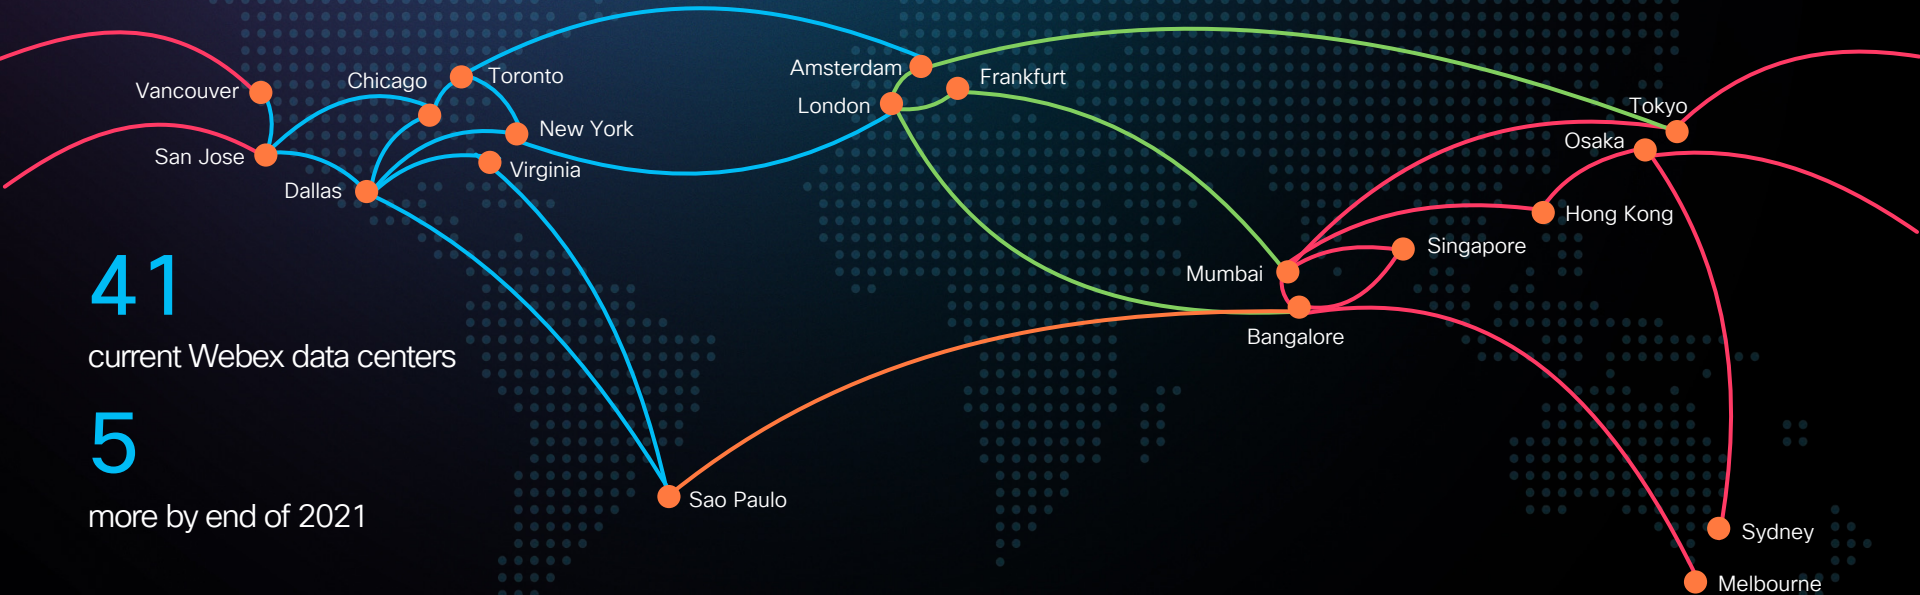 Vancouver
Chicago
Toronto
San Jose
New York
Dallas
Virginia
Amsterdam
London
Frankfurt
Tokyo
Osaka
Hong Kong
Singapore
Mumbai
Bangalore
Sao Paulo
Sydney
Melbourne
41
current Webex data centers
5
more by end of 2021